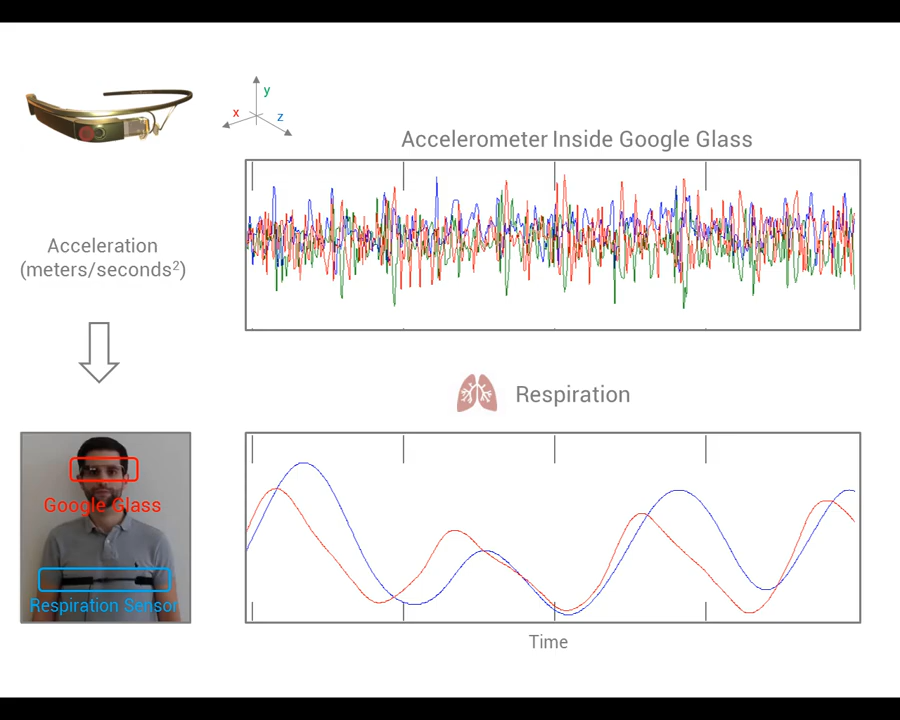 y
x
z
Accelerometer Inside Google Glass
Acceleration
(meters/seconds²)
Respiration
Google Glass
Respiration Sensor
Time